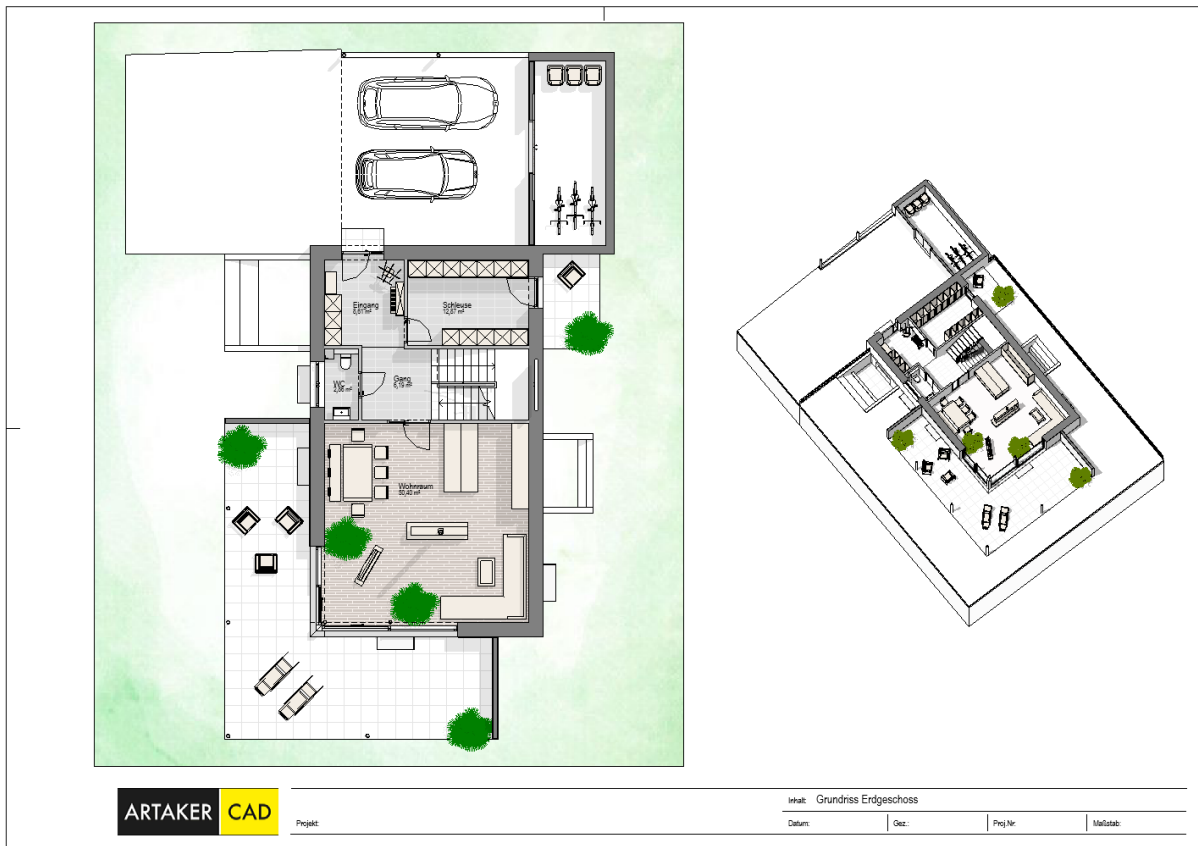 Eingang
Schleuse
12,87 m²
WC
Gang
Wohnraum
50,40 m²
ARTAKER CAD
Projekt:
Inhalt: Grundriss Erdgeschoss
Datum:
Gez.:
Proj.Nr:
Maßstab: